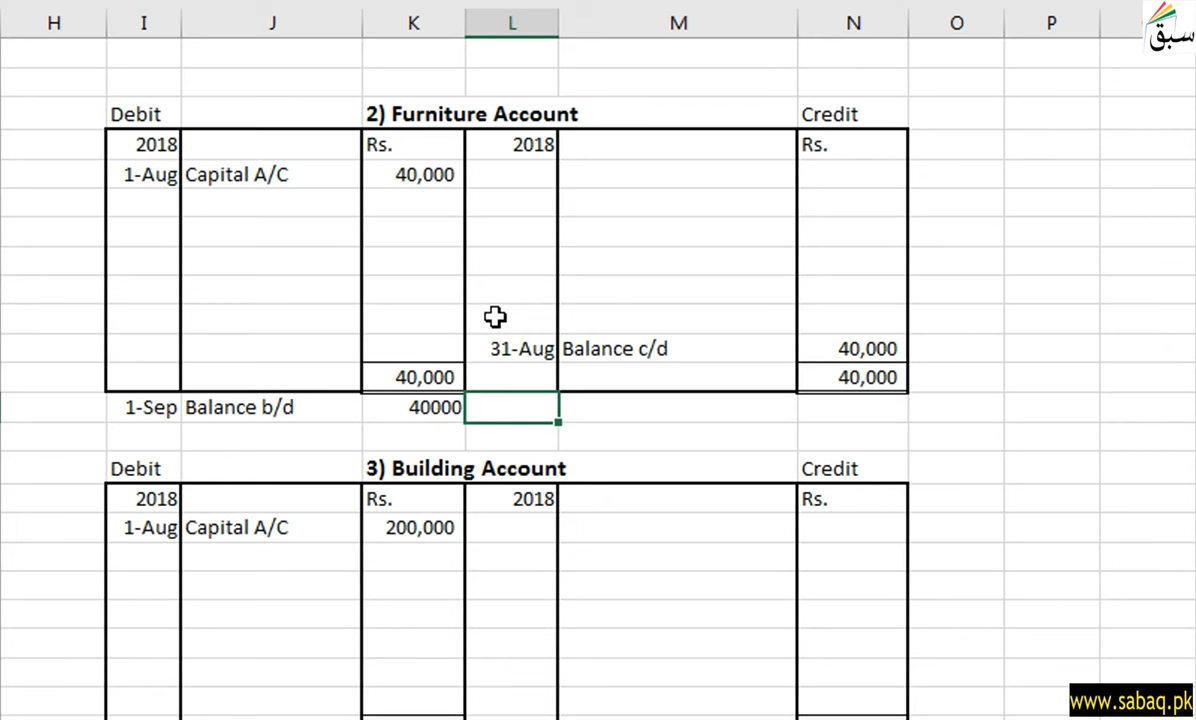 H I J K L M N O P
سبق
Debit 2) Furniture Account Credit
2018 Rs. 2018 Rs.
1-Aug Capital A/C 40,000
31-Aug Balance c/d 40,000
40,000 40,000
1-Sep Balance b/d 40000
Debit 3) Building Account Credit
2018 Rs. 2018 Rs.
1-Aug Capital A/C 200,000
www.sabaq.pk